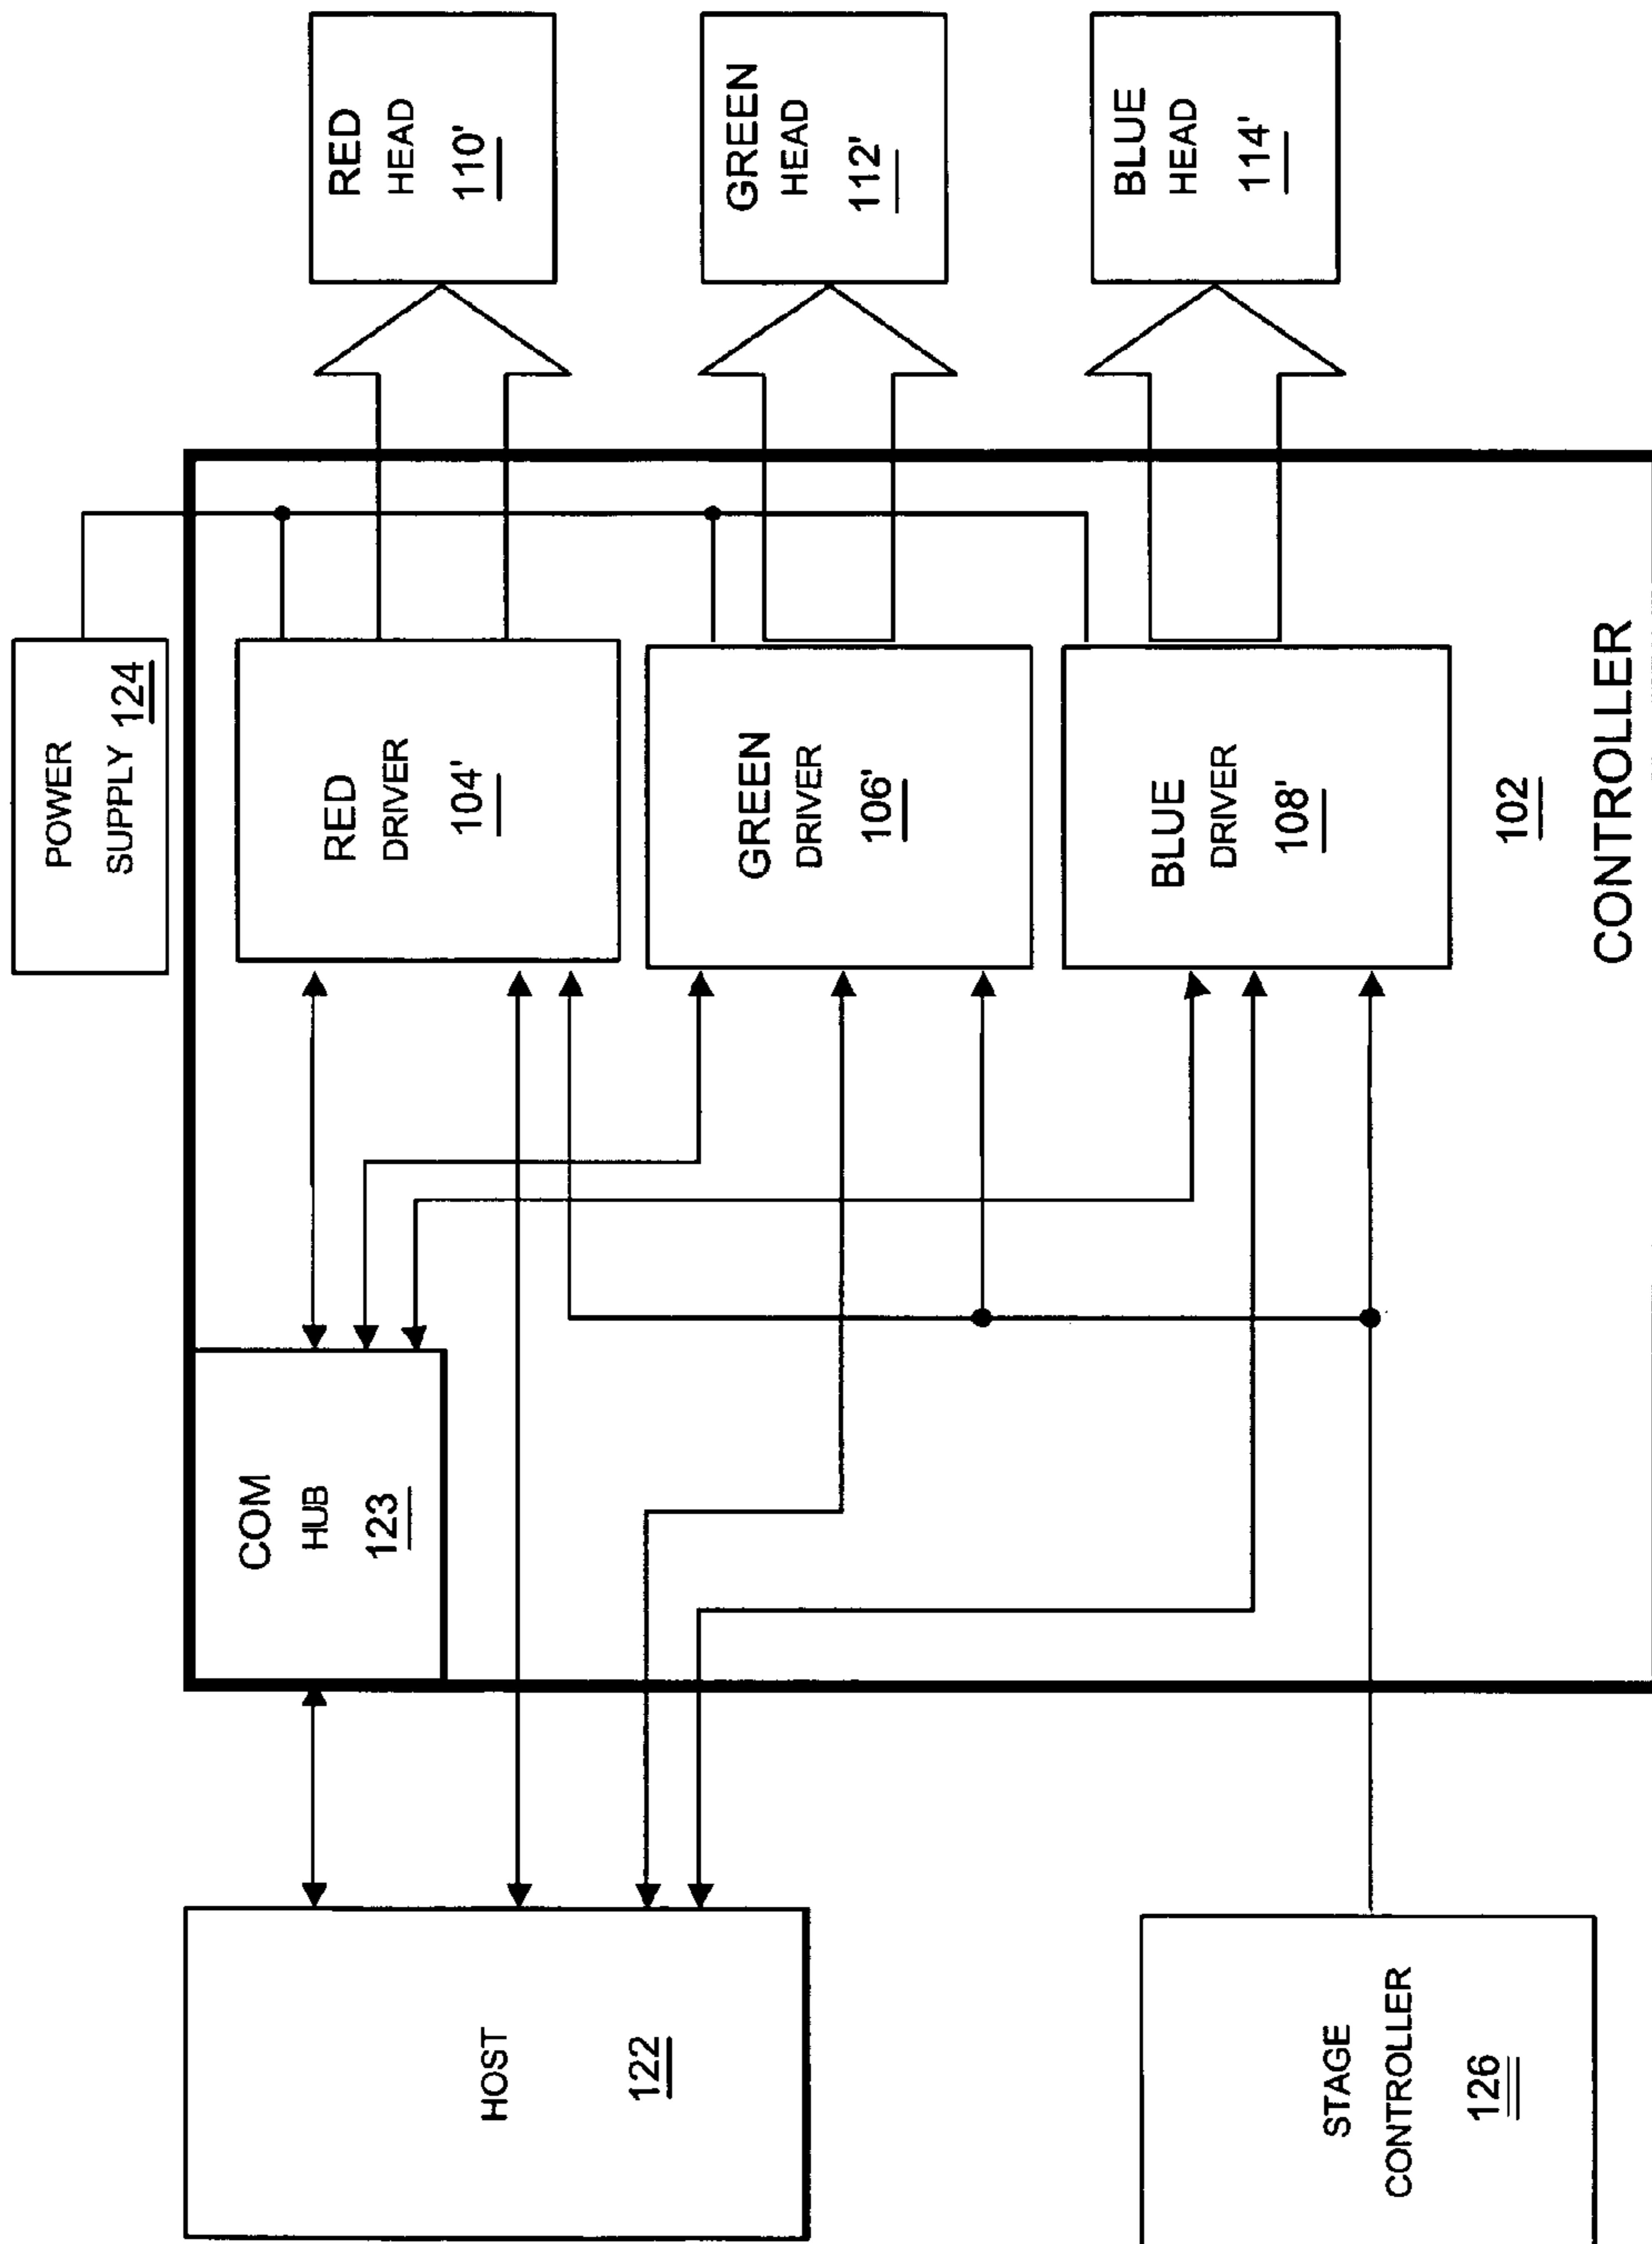 POWER
SUPPLY 124
RED
HEAD
110'
GREEN
HEAD
112'
BLUE
HEAD
114'
RED
DRIVER
104'
GREEN
DRIVER
106'
BLUE
DRIVER
108'
102
CONTROLLER
COM
HUB
123
HOST
122
STAGE
CONTROLLER
126